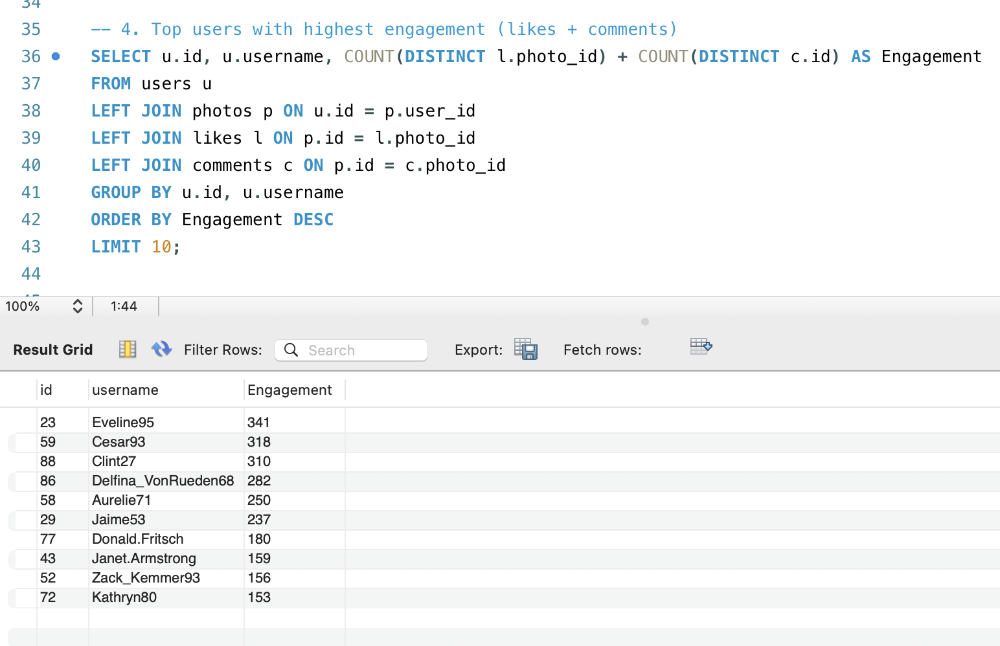 34
35 -- 4. Top users with highest engagement (likes + comments)
36 SELECT u.id, u.username, COUNT(DISTINCT l.photo_id) + COUNT(DISTINCT c.id) AS Engagement
37 FROM users u
38 LEFT JOIN photos p ON u.id = p.user_id
39 LEFT JOIN likes l ON p.id = l.photo_id
40 LEFT JOIN comments c ON p.id = c.photo_id
41 GROUP BY u.id, u.username
42 ORDER BY Engagement DESC
43 LIMIT 10;
44
100% 1:44
Result Grid Filter Rows: Search Export: Fetch rows:
id username Engagement
23 Eveline95 341
59 Cesar93 318
88 Clint27 310
86 Delfina_VonRueden68 282
58 Aurelie71 250
29 Jaime53 237
77 Donald.Fritsch 180
43 Janet.Armstrong 159
52 Zack_Kemmer93 156
72 Kathryn80 153